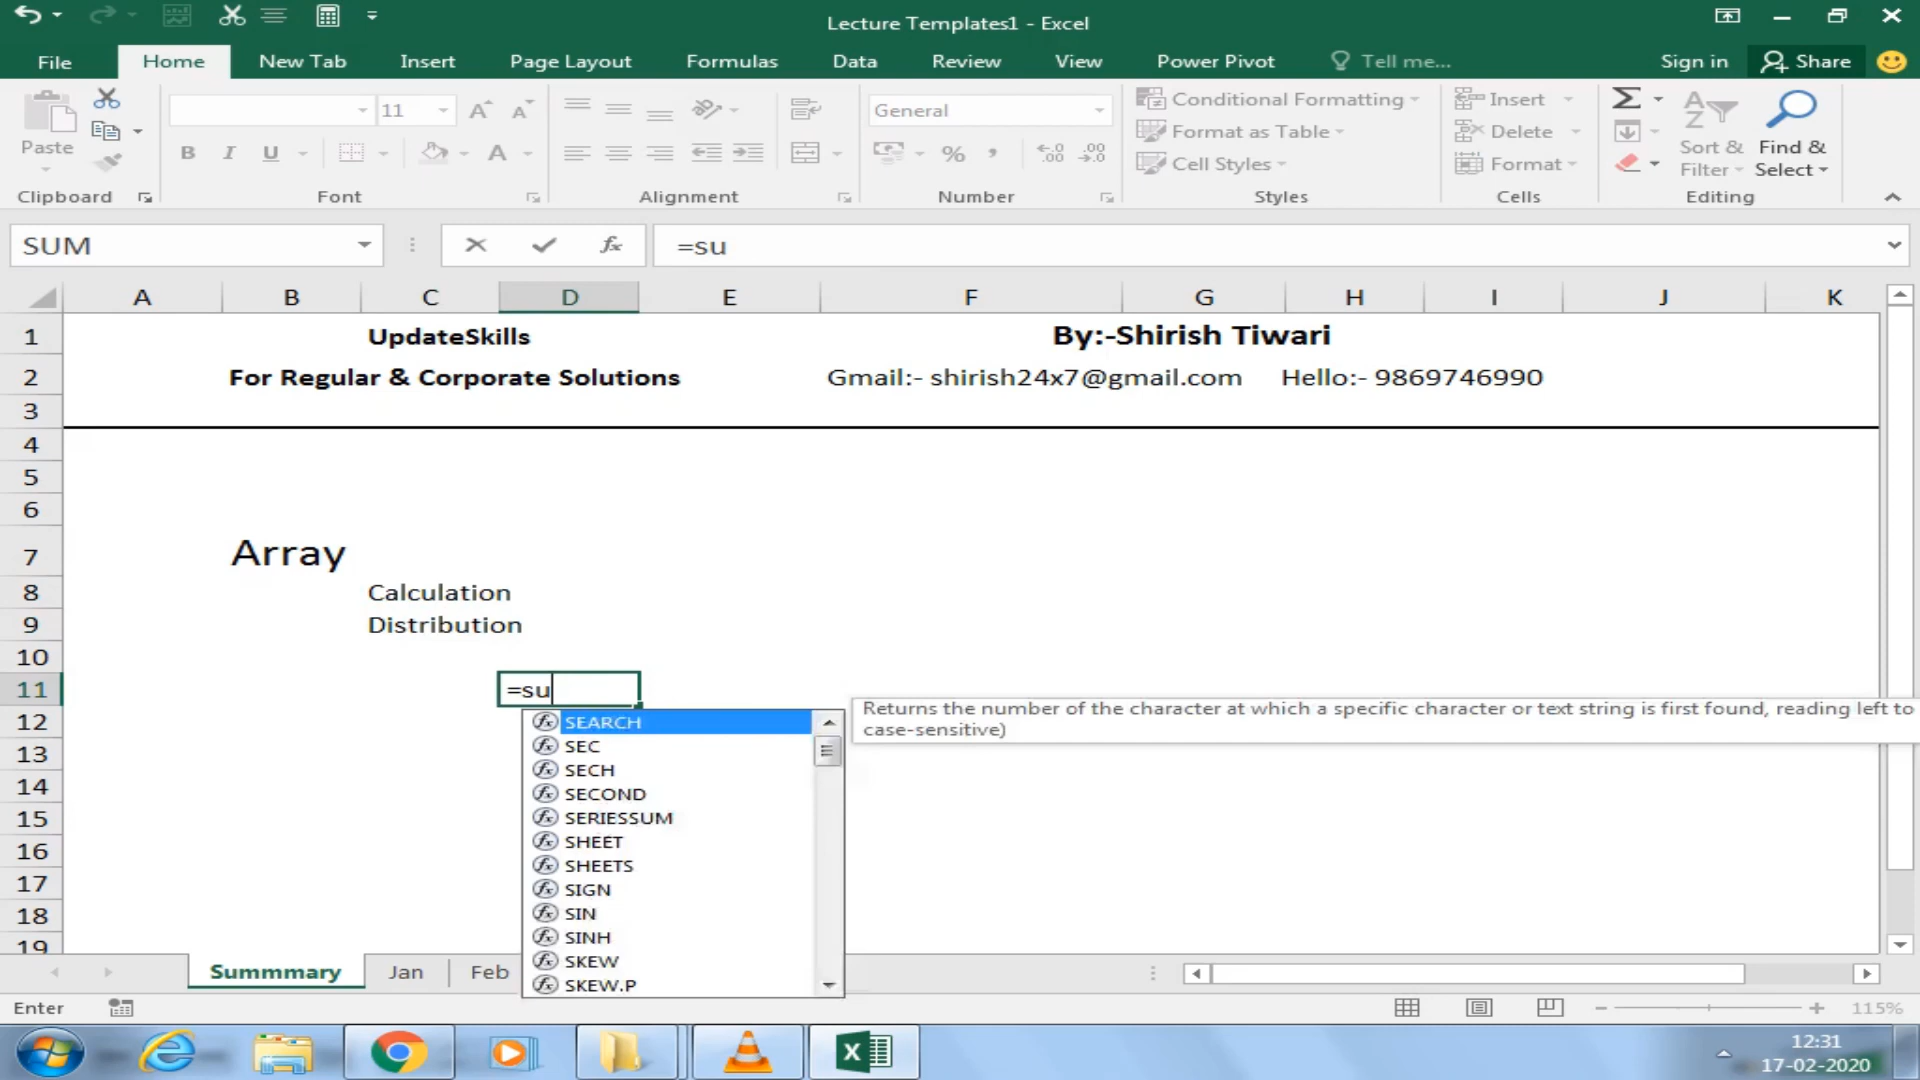 Lecture Templates1 - Excel
File
Home
New Tab
Insert
Page Layout
Formulas
Data
Review
View
Power Pivot
Tell me...
Sign in
Share
Paste
11
B I U
A
General
%
Conditional Formatting
Format as Table
Cell Styles
Insert
Delete
Format
Sort &
Filter
Find &
Select
Clipboard
Font
Alignment
Number
Styles
Cells
Editing
SUM
fx
=su
A B C D E F G H I J K
1 UpdateSkills By:-Shirish Tiwari
2 For Regular & Corporate Solutions Gmail:- shirish24x7@gmail.com Hello:- 9869746990
3
4
5
6
7 Array
8 Calculation
9 Distribution
10
11 =su
12
13
14
15
16
17
18
19
SEARCH
SEC
SECH
SECOND
SERIESSUM
SHEET
SHEETS
SIGN
SIN
SINH
SKEW
SKEW.P
Returns the number of the character at which a specific character or text string is first found, reading left to
case-sensitive)
Summmary
Jan
Feb
Enter
115%
12:31
17-02-2020